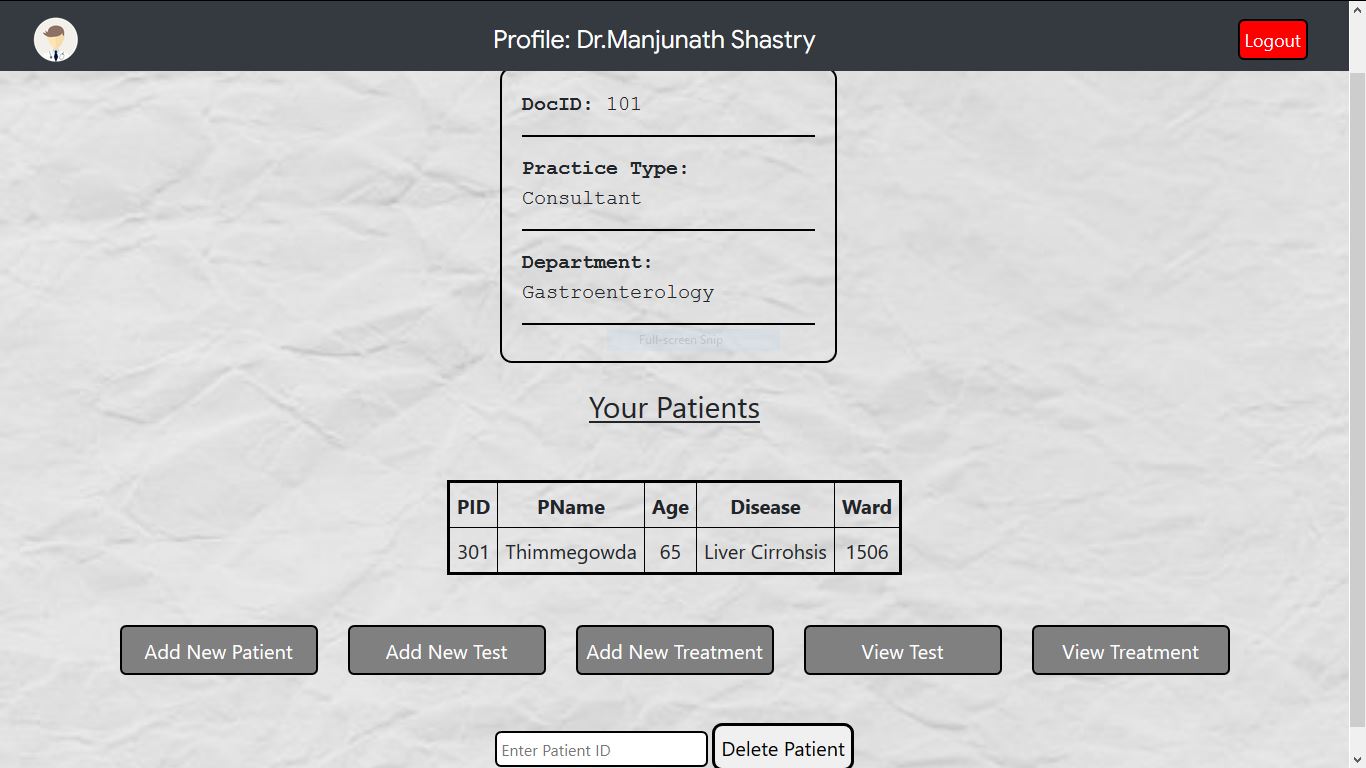 Profile: Dr.Manjunath Shastry
Logout
DocID: 101
Practice Type:
Consultant
Department:
Gastroenterology
Full-screen Snip
Your Patients
PID PName Age Disease Ward
301 Thimmegowda 65 Liver Cirrohsis 1506
Add New Patient Add New Test Add New Treatment View Test View Treatment
Enter Patient ID Delete Patient